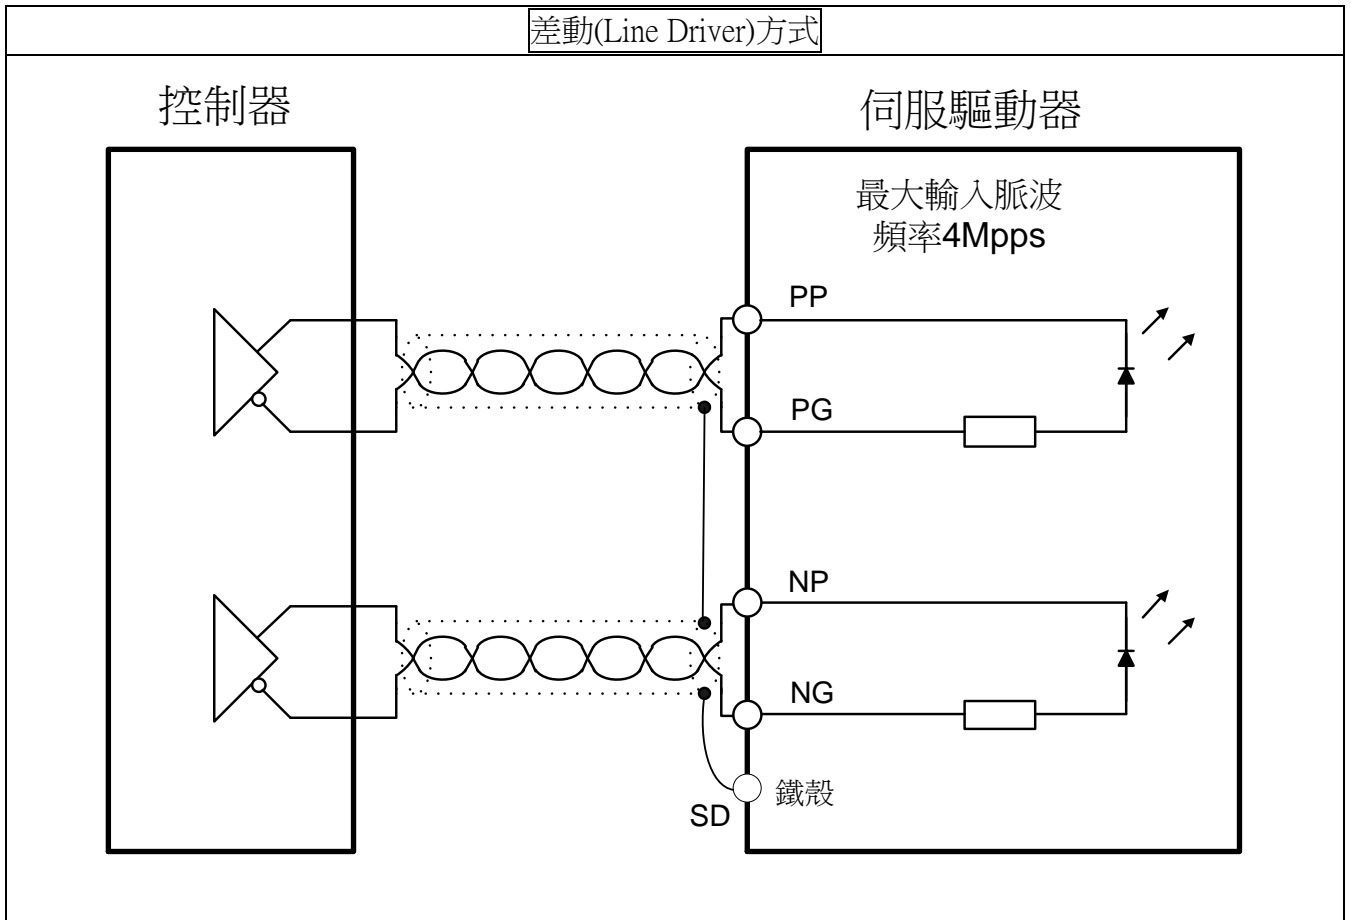 差動(Line Driver)方式
控制器
伺服驅動器
最大輸入脈波
頻率4Mpps
PP
PG
NP
NG
鐵殼
SD